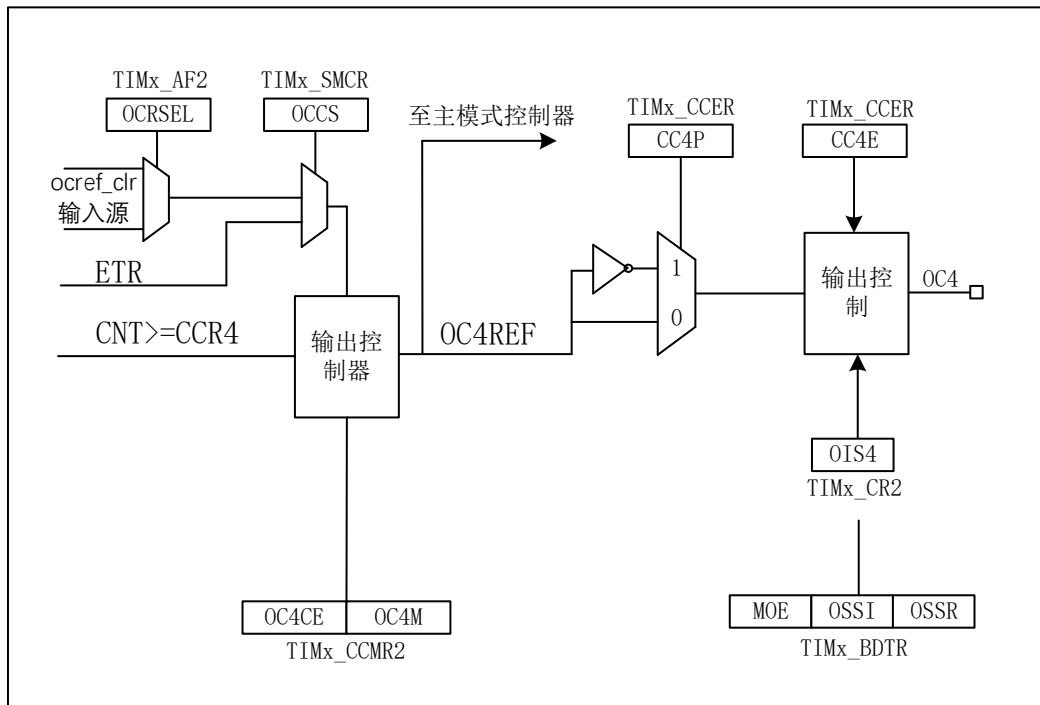 TIMx_AF2
TIMx_SMCR
OCRSEL
OCCS
至主模式控制器
TIMx_CCER
TIMx_CCER
CC4P
CC4E
ocref_clr
输入源
ETR
CNT>=CCR4
输出控
制器
OC4REF
1
0
输出控
制
OC4
OIS4
TIMx_CR2
OC4CE
OC4M
TIMx_CCMR2
MOE
OSSI
OSSR
TIMx_BDTR